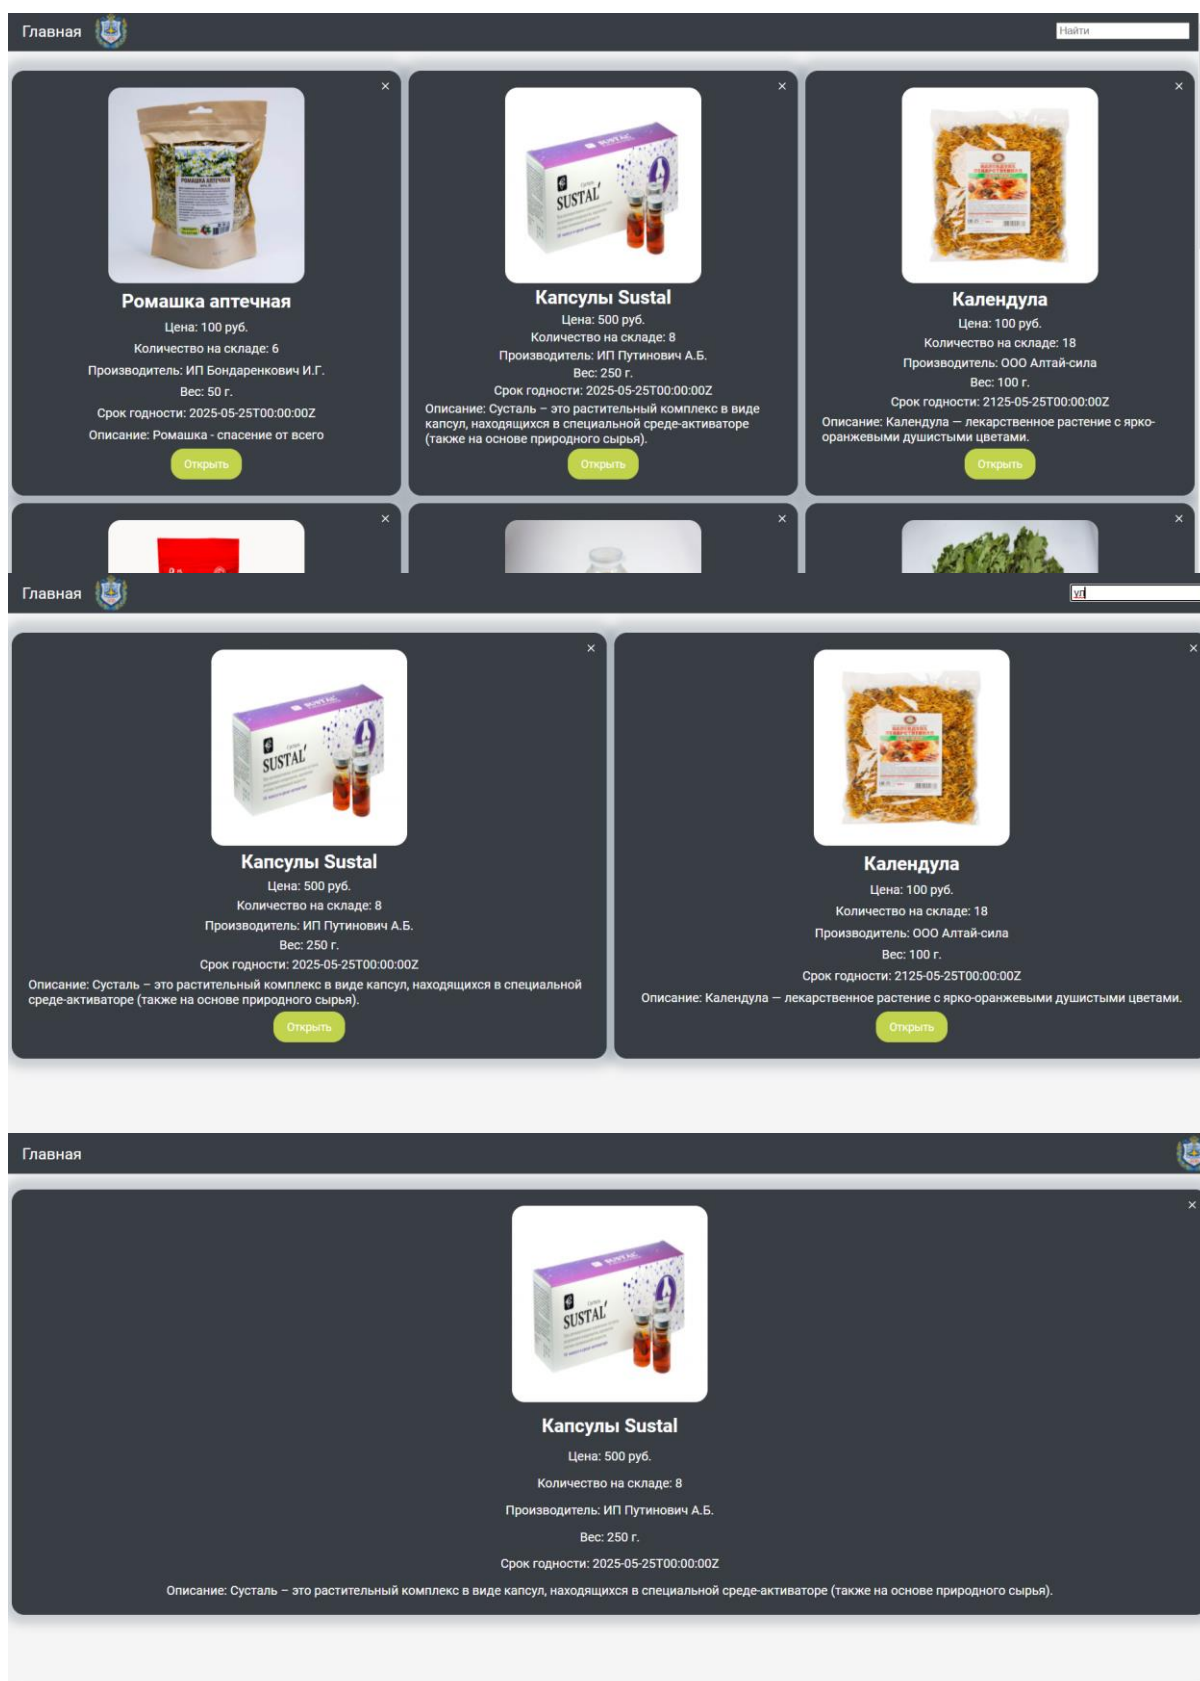 Главная
Найти
×
×
×
РОМАШКА АПТЕЧНАЯ
SUSTAL'
Ромашка аптечная
Цена: 100 руб.
Количество на складе: 6
Производитель: ИП Бондаренкович И.Г.
Вес: 50 г.
Срок годности: 2025-05-25T00:00:00Z
Описание: Ромашка - спасение от всего
Открыть
Капсулы Sustal
Цена: 500 руб.
Количество на складе: 8
Производитель: ИП Путинович А.Б.
Вес: 250 г.
Срок годности: 2025-05-25T00:00:00Z
Описание: Сусталь – это растительный комплекс в виде
капсул, находящихся в специальной среде-активаторе
(также на основе природного сырья).
Открыть
Календула
Цена: 100 руб.
Количество на складе: 18
Производитель: ООО Алтай-сила
Вес: 100 г.
Срок годности: 2125-05-25T00:00:00Z
Описание: Календула — лекарственное растение с ярко-
оранжевыми душистыми цветами.
Открыть
×
×
×
Главная
ул
×
×
SUSTAL'
Капсулы Sustal
Цена: 500 руб.
Количество на складе: 8
Производитель: ИП Путинович А.Б.
Вес: 250 г.
Срок годности: 2025-05-25T00:00:00Z
Описание: Сусталь – это растительный комплекс в виде капсул, находящихся в специальной
среде-активаторе (также на основе природного сырья).
Открыть
Календула
Цена: 100 руб.
Количество на складе: 18
Производитель: ООО Алтай-сила
Вес: 100 г.
Срок годности: 2125-05-25T00:00:00Z
Описание: Календула — лекарственное растение с ярко-оранжевыми душистыми цветами.
Открыть
Главная
×
SUSTAL'
Капсулы Sustal
Цена: 500 руб.
Количество на складе: 8
Производитель: ИП Путинович А.Б.
Вес: 250 г.
Срок годности: 2025-05-25T00:00:00Z
Описание: Сусталь – это растительный комплекс в виде капсул, находящихся в специальной среде-активаторе (также на основе природного сырья).